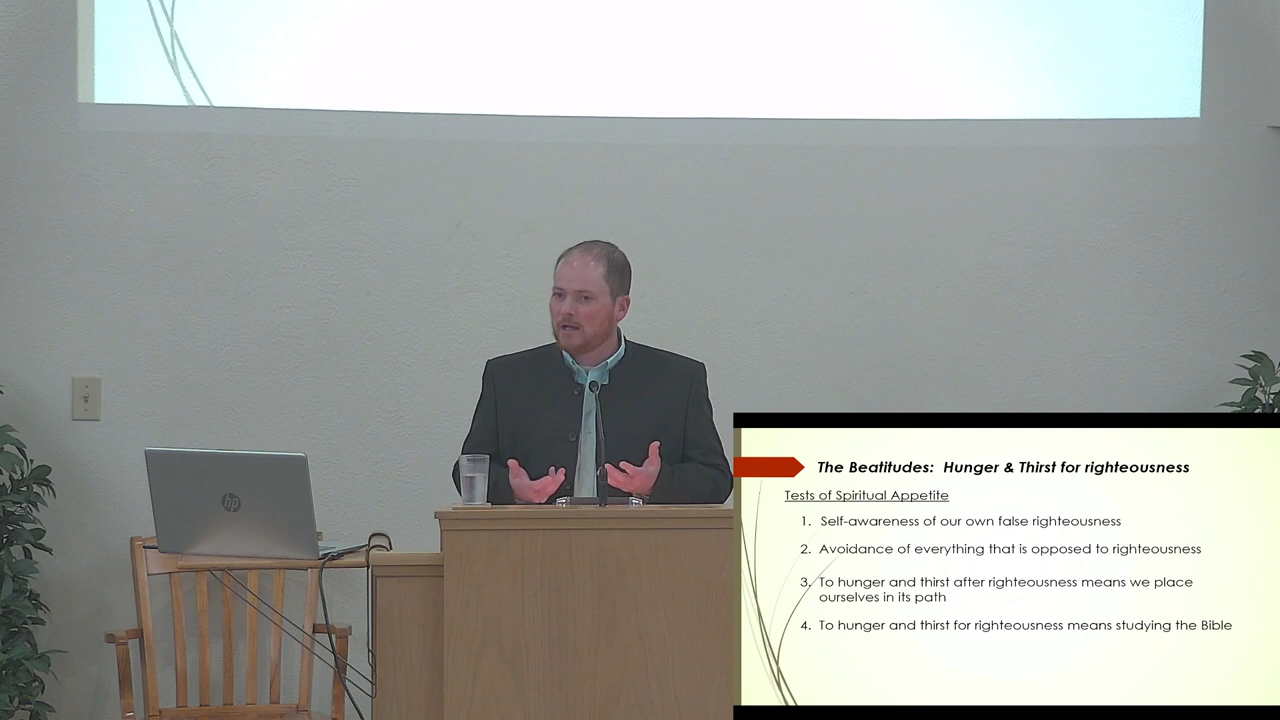 hp
The Beatitudes: Hunger & Thirst for righteousness
Tests of Spiritual Appetite
1. Self-awareness of our own false righteousness
2. Avoidance of everything that is opposed to righteousness
3. To hunger and thirst after righteousness means we place
ourselves in its path
4. To hunger and thirst for righteousness means studying the Bible